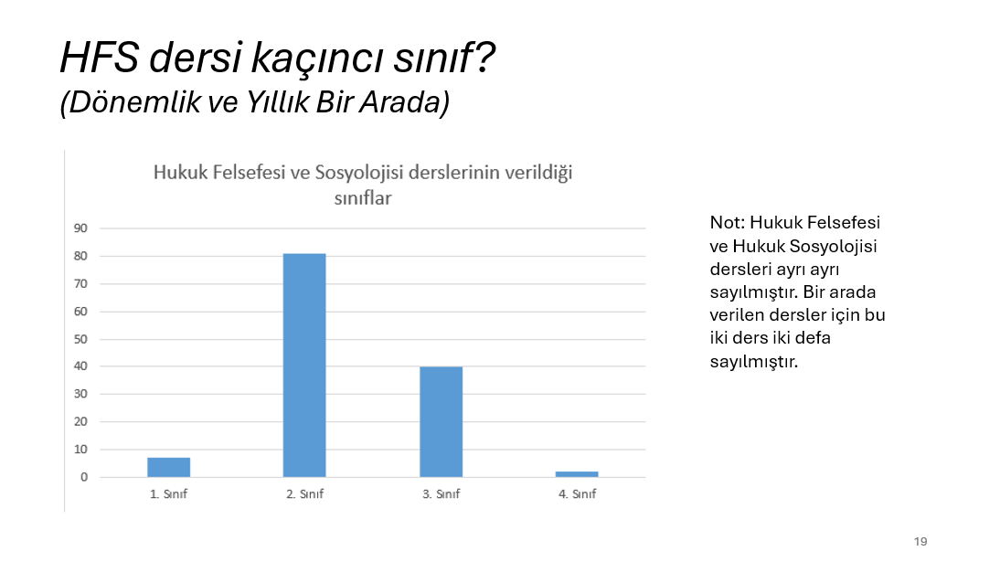 HFS dersi kaçıncı sınıf?
(Dönemlik ve Yıllık Bir Arada)
Hukuk Felsefesi ve Sosyolojisi derslerinin verildiği
sınıflar
90
80
70
60
50
40
30
20
10
0
1. Sınıf
2. Sınıf
3. Sınıf
4. Sınıf
Not: Hukuk Felsefesi
ve Hukuk Sosyolojisi
dersleri ayrı ayrı
sayılmıştır. Bir arada
verilen dersler için bu
iki ders iki defa
sayılmıştır.
19